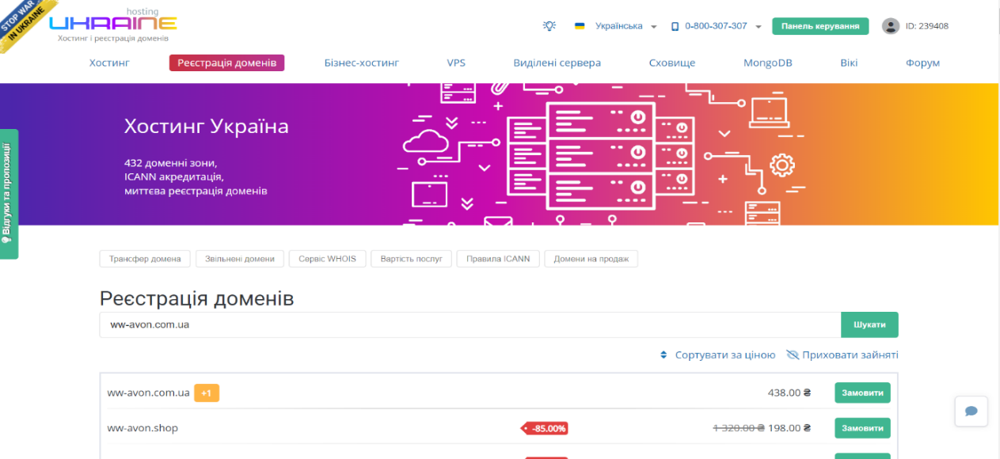 STOP WAR
IN UKRAINE
hosting
UKRAINE
Хостинг і реєстрація доменів
Українська
0-800-307-307
Панель керування
ID: 239408
Хостинг
Реєстрація доменів
Бізнес-хостинг
VPS
Виділені сервера
Сховище
MongoDB
Вікі
Форум
Хостинг Україна
432 доменні зони,
ICANN акредитація,
миттєва реєстрація доменів
Відгуки та пропозиції
Трансфер домена
Звільнені домени
Сервіс WHOIS
Вартість послуг
Правила ICANN
Домени на продаж
Реєстрація доменів
ww-avon.com.ua
Шукати
Сортувати за ціною
Приховати зайняті
ww-avon.com.ua +1 438.00 ₴ Замовити
ww-avon.shop -85.00% 1 320.00 ₴ 198.00 ₴ Замовити